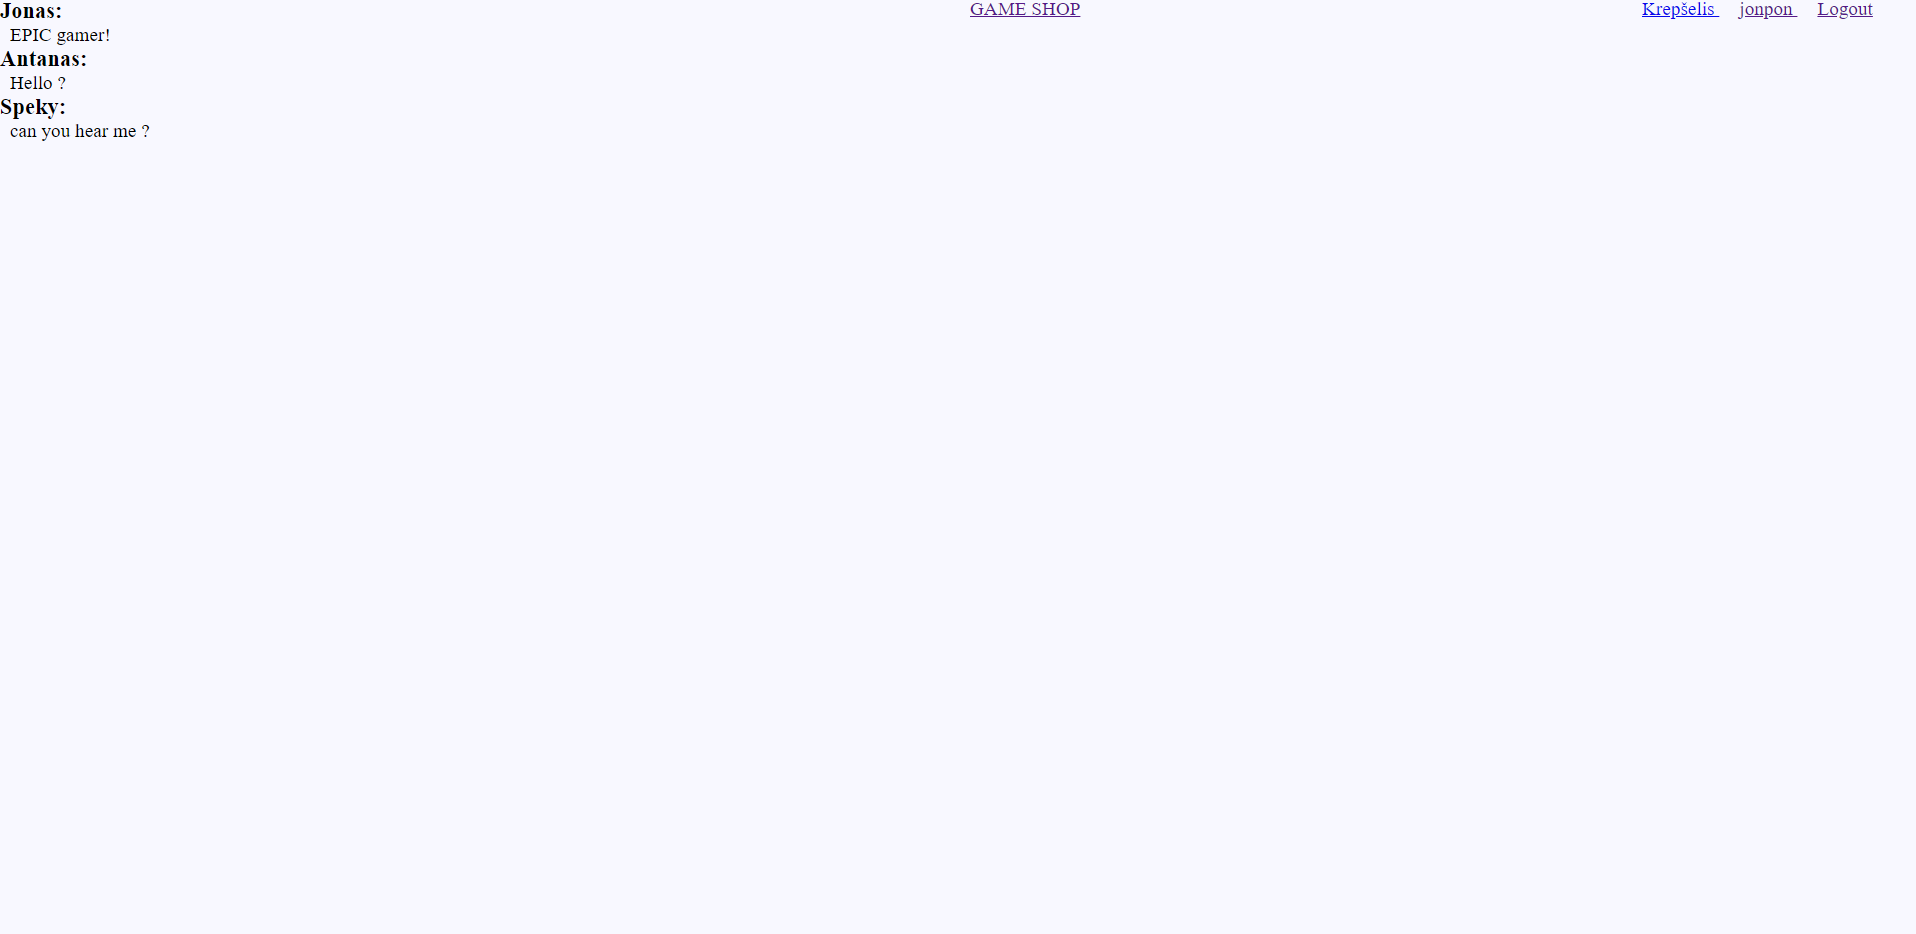 Jonas:
EPIC gamer!
Antanas:
Hello ?
Speky:
can you hear me ?
GAME SHOP
Krepšelis jonpon Logout